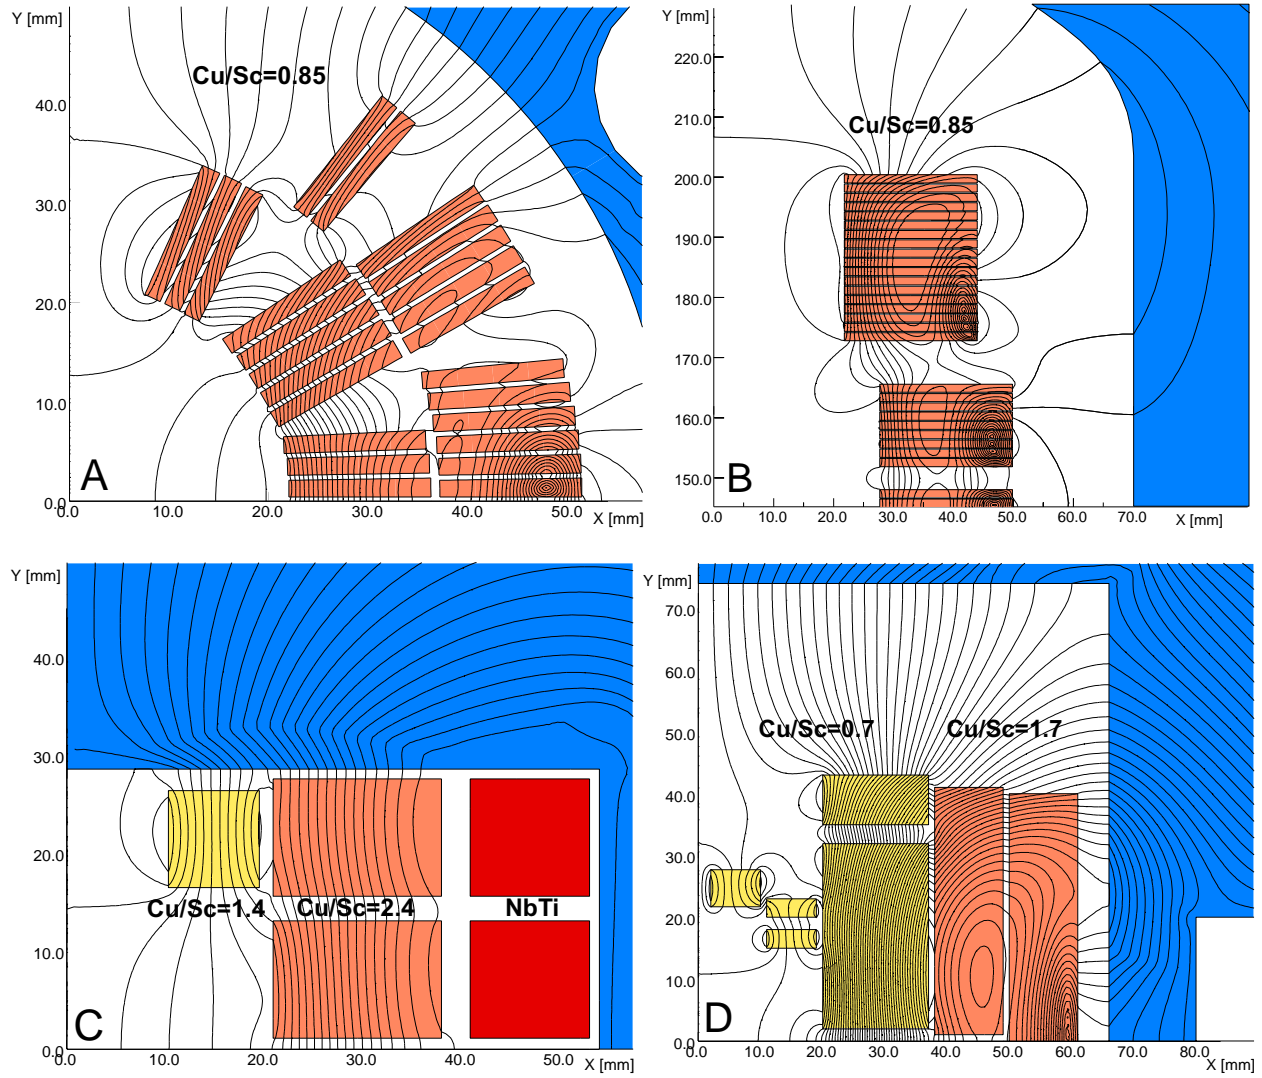 Y [mm]
Cu/Sc=0.85
40.0
30.0
20.0
10.0
0.0
A
0.0 10.0 20.0 30.0 40.0 50.0
X [mm]
Y [mm]
220.0
Cu/Sc=0.85
210.0
200.0
190.0
180.0
170.0
160.0
150.0
B
0.0 10.0 20.0 30.0 40.0 50.0 60.0 70.0
X [mm]
Y [mm]
40.0
30.0
20.0
Cu/Sc=1.4 Cu/Sc=2.4 NbTi
10.0
C
0.0
0.0 10.0 20.0 30.0 40.0 50.0
X [mm]
Y [mm]
70.0
60.0
50.0
Cu/Sc=0.7 Cu/Sc=1.7
40.0
30.0
20.0
10.0
D
0.0
0.0 10.0 20.0 30.0 40.0 50.0 60.0 70.0 80.0
X [mm]